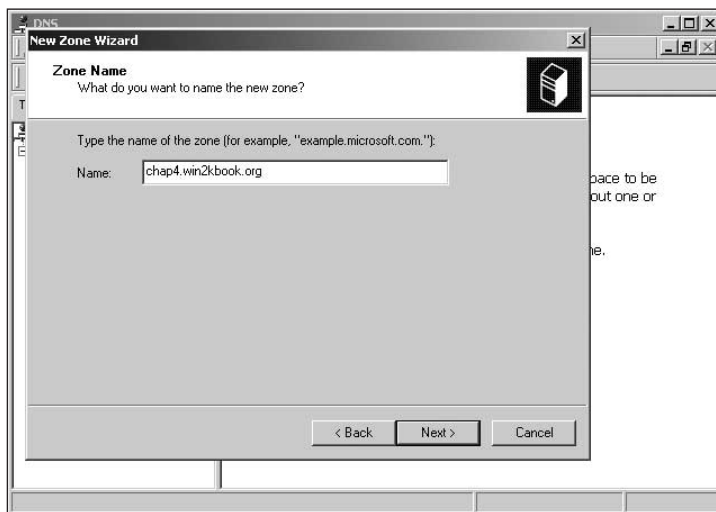 DNS
New Zone Wizard
Zone Name
What do you want to name the new zone?
Type the name of the zone (for example, "example.microsoft.com."):
Name: chap4.win2kbook.org
pace to be
out one or
ne.
< Back Next > Cancel